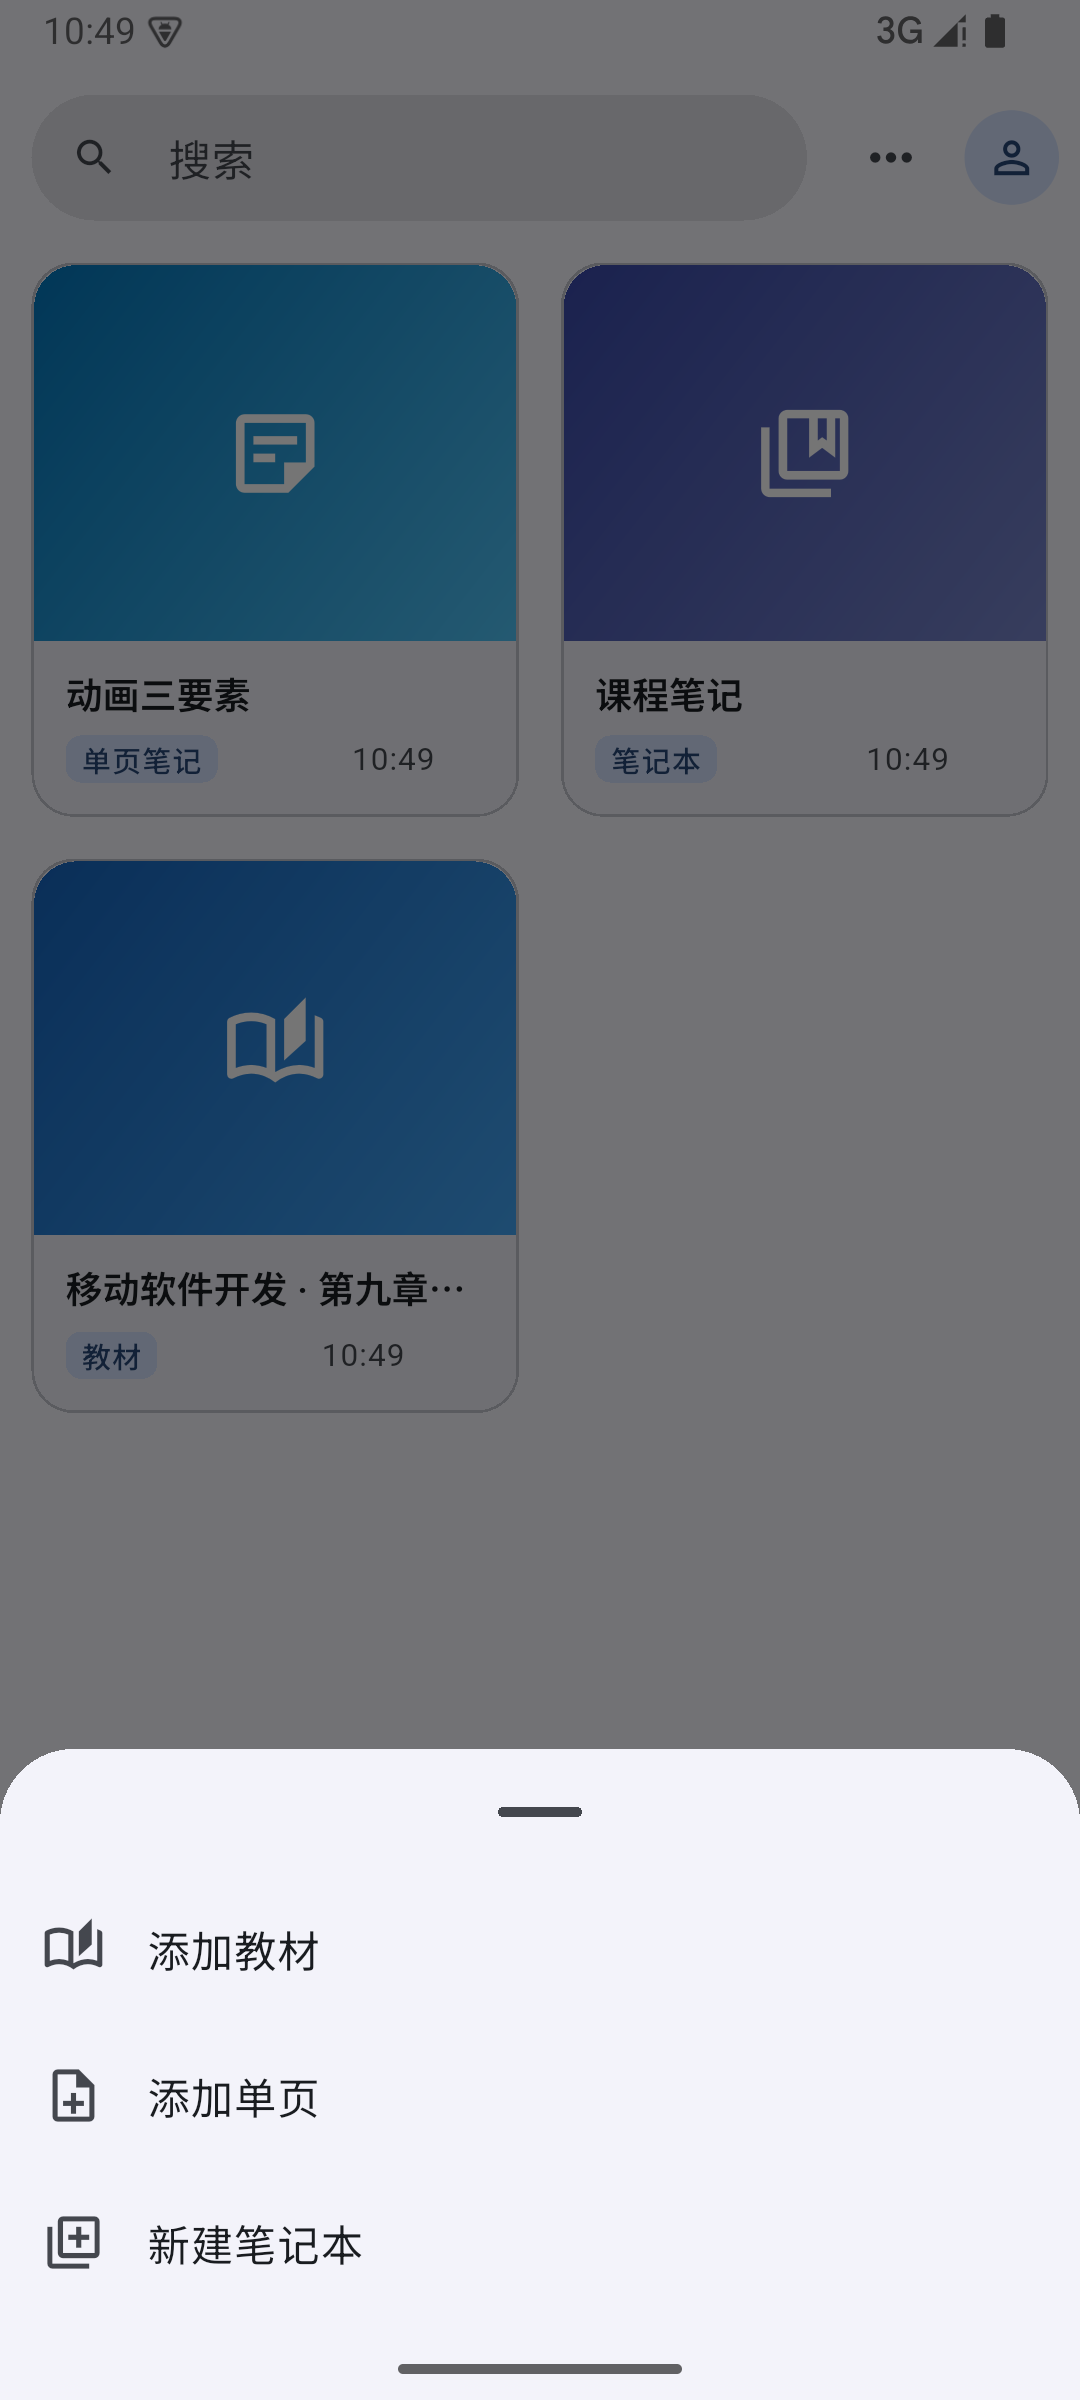 10:49
3G
搜索
动画三要素
单页笔记 10:49
课程笔记
笔记本 10:49
移动软件开发 · 第九章…
教材 10:49
添加教材
添加单页
新建笔记本